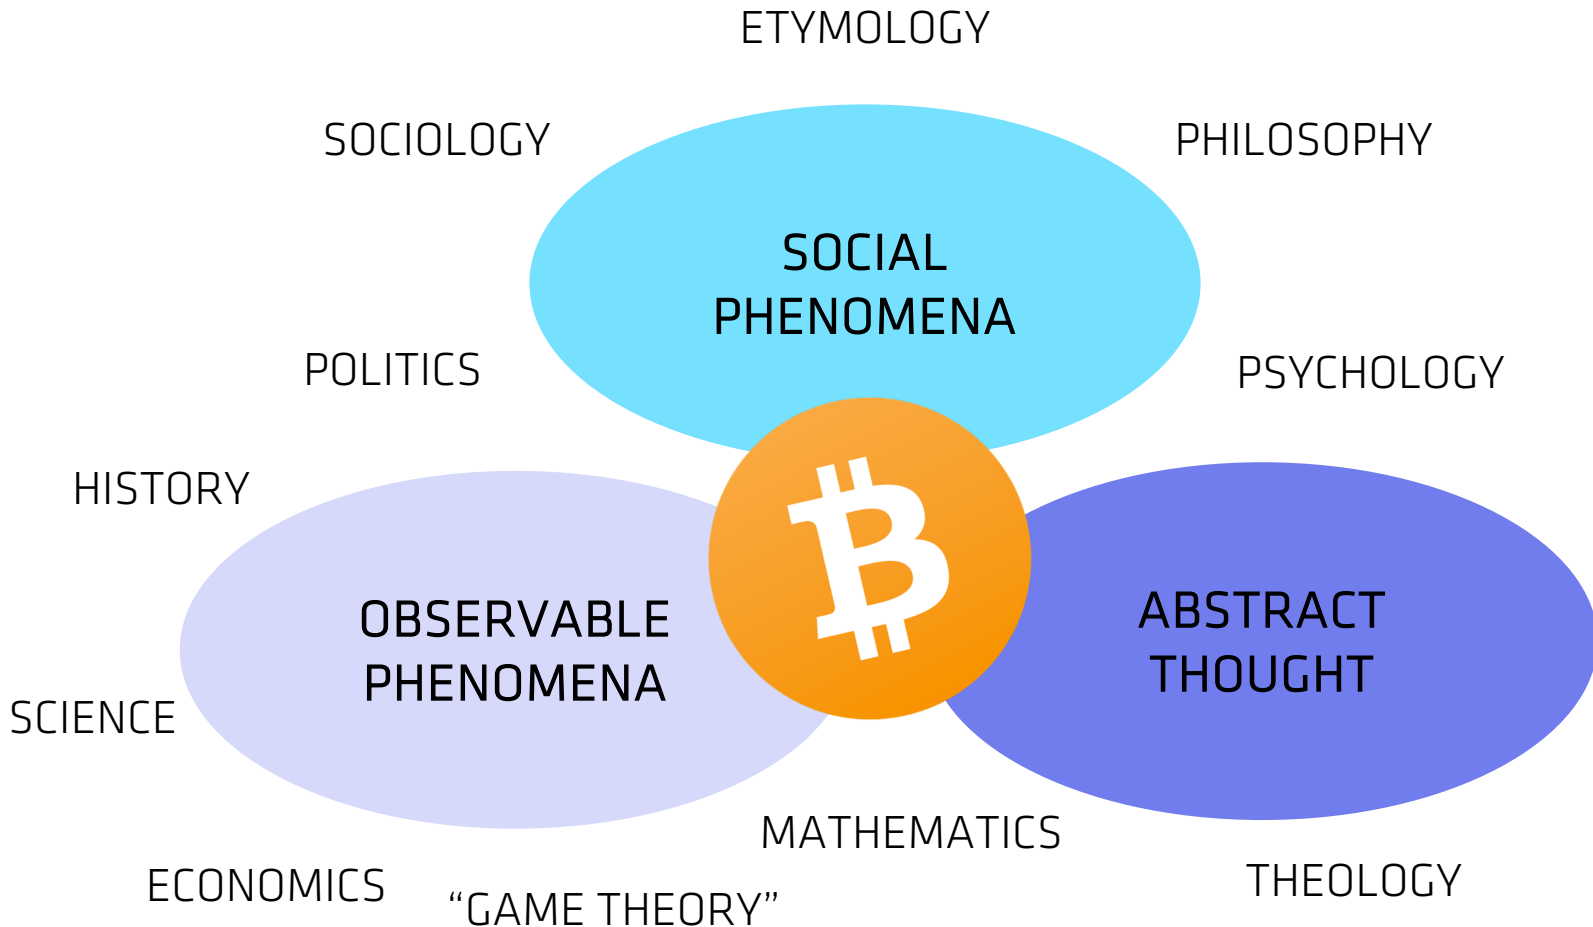 ETYMOLOGY
SOCIOLOGY
PHILOSOPHY
SOCIAL
PHENOMENA
POLITICS
PSYCHOLOGY
HISTORY
OBSERVABLE
PHENOMENA
ABSTRACT
THOUGHT
SCIENCE
MATHEMATICS
ECONOMICS
“GAME THEORY”
THEOLOGY